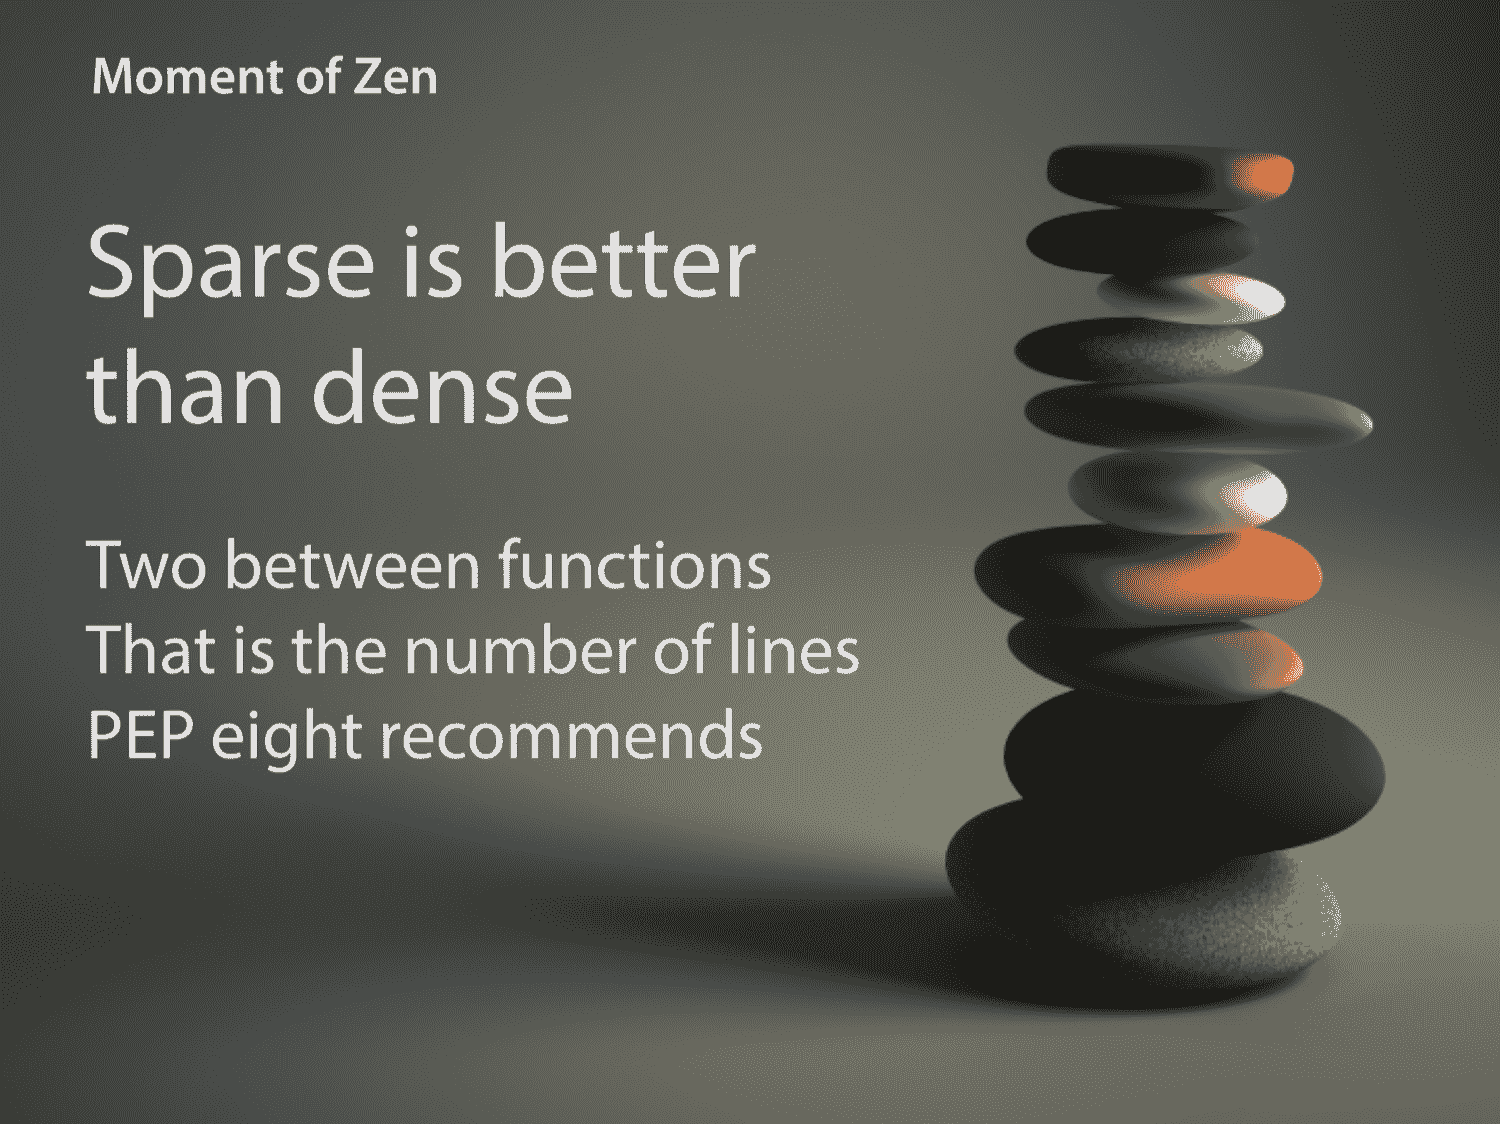 Moment of Zen
Sparse is better
than dense
Two between functions
That is the number of lines
PEP eight recommends